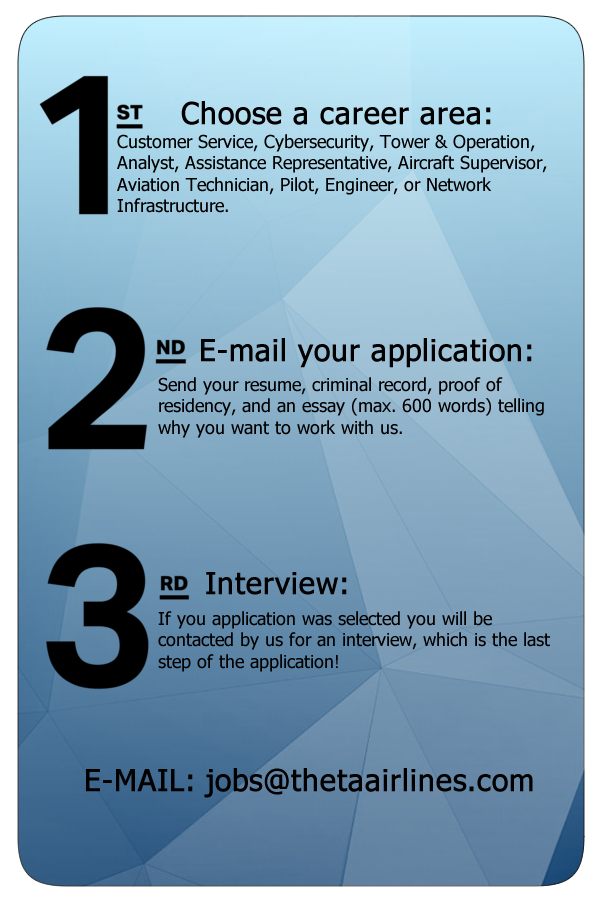 1ST Choose a career area:
Customer Service, Cybersecurity, Tower & Operation,
Analyst, Assistance Representative, Aircraft Supervisor,
Aviation Technician, Pilot, Engineer, or Network
Infrastructure.
2ND E-mail your application:
Send your resume, criminal record, proof of
residency, and an essay (max. 600 words) telling
why you want to work with us.
3RD Interview:
If you application was selected you will be
contacted by us for an interview, which is the last
step of the application!
E-MAIL: jobs@thetaairlines.com